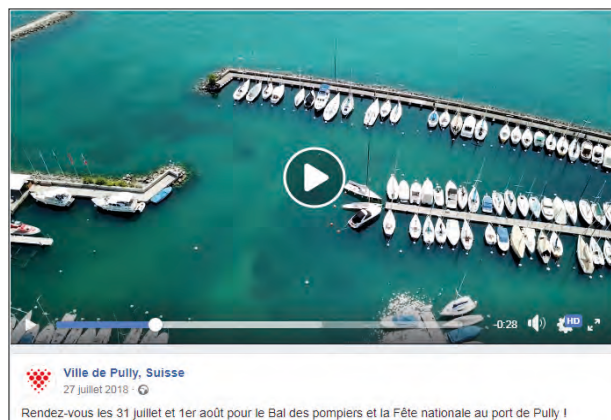 -0:28
HD
Ville de Pully, Suisse
27 juillet 2018 ·
Rendez-vous les 31 juillet et 1er août pour le Bal des pompiers et la Fête nationale au port de Pully !